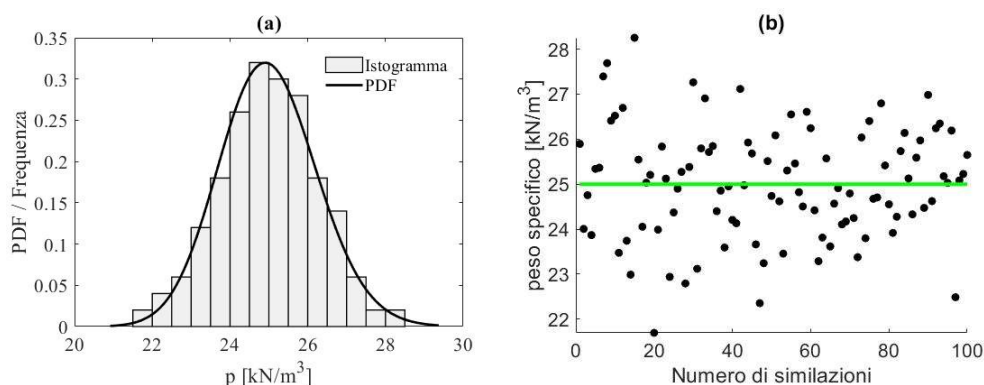 (a)
PDF / Frequenza
0.35
0.3
0.25
0.2
0.15
0.1
0.05
0
Istogramma
PDF
20 22 24 26 28 30
p [kN/m³]
(b)
peso specifico [kN/m³]
28
27
26
25
24
23
22
0 20 40 60 80 100
Numero di similazioni